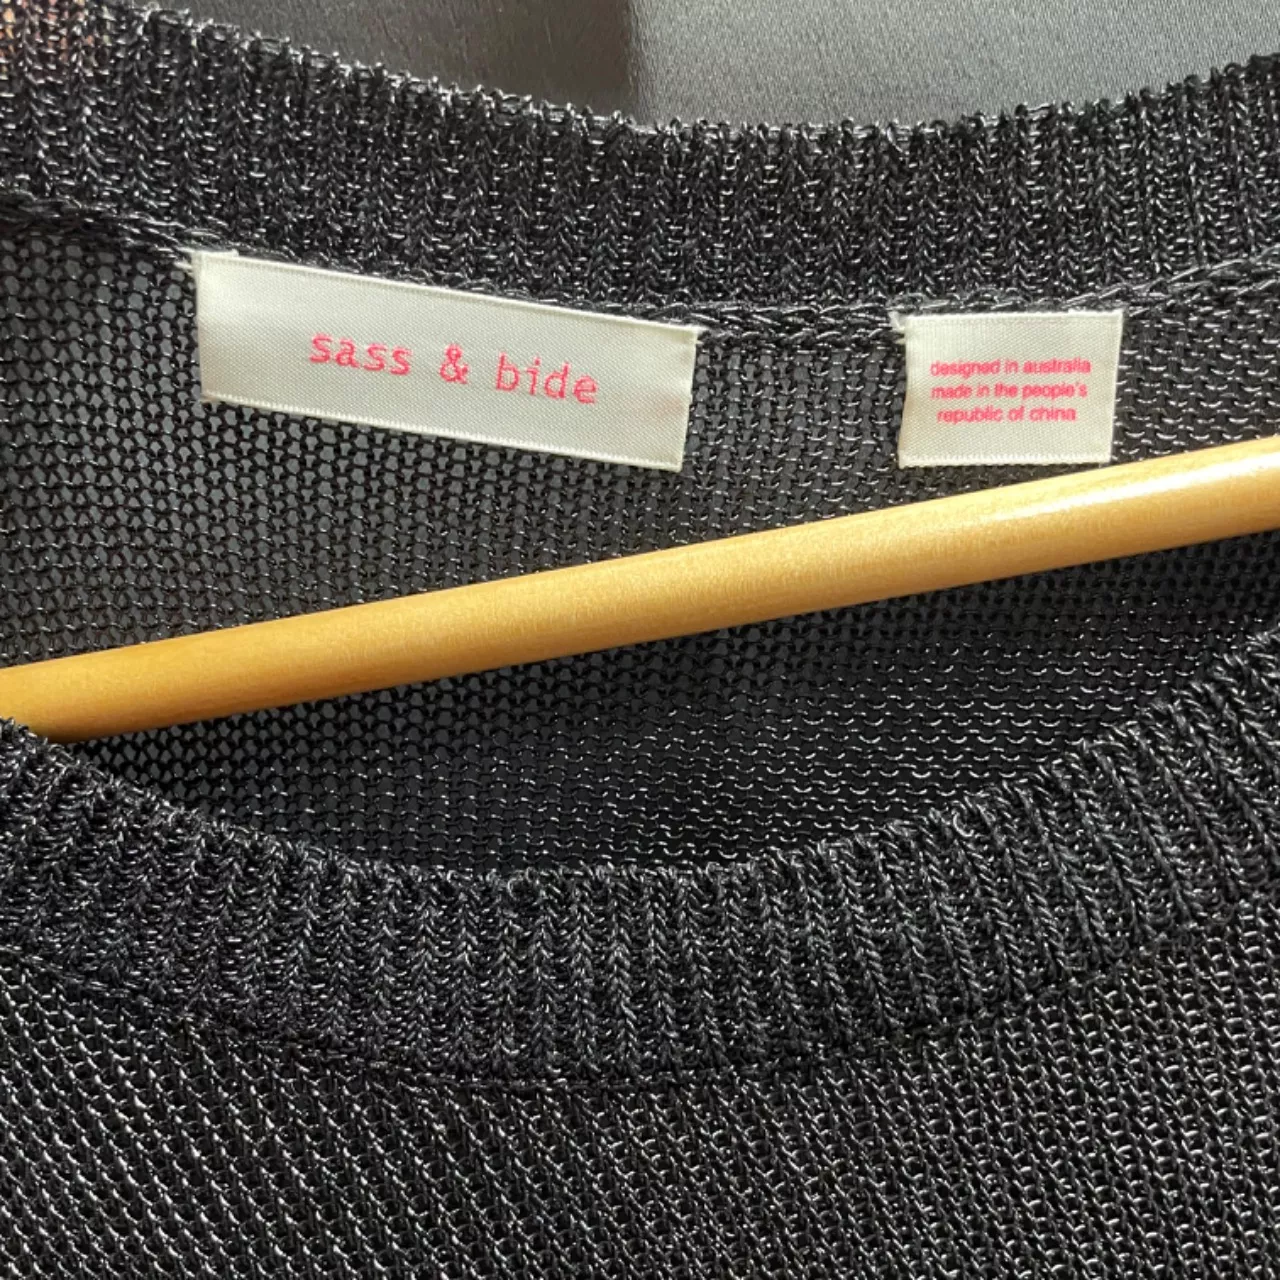 sass & bide
designed in australia
made in the people's
republic of china